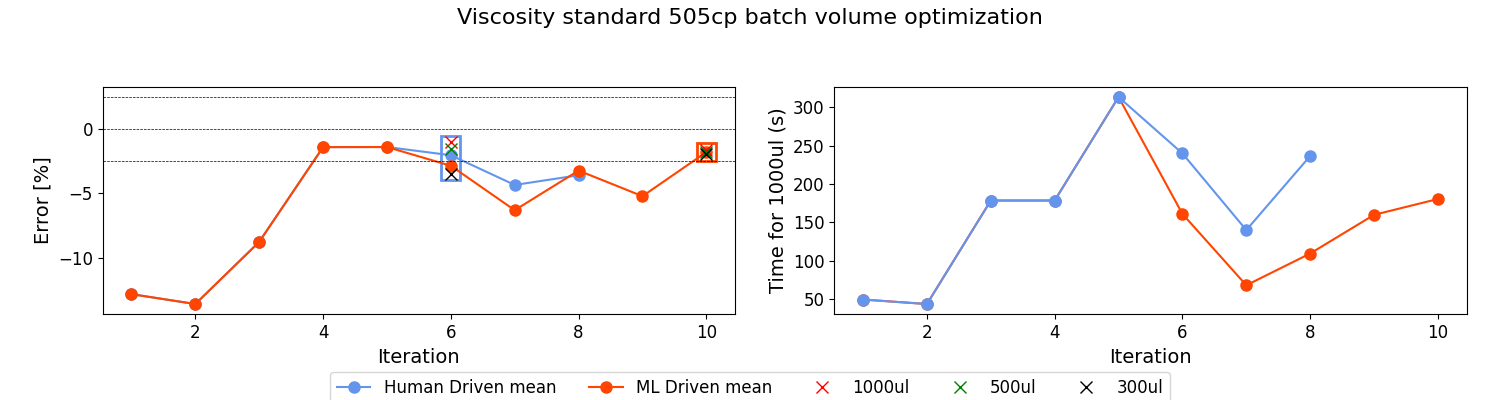 Viscosity standard 505cp batch volume optimization
Error [%]
0
−5
−10
2 4 6 8 10
Iteration
Time for 1000ul (s)
300
250
200
150
100
50
2 4 6 8 10
Iteration
Human Driven mean ML Driven mean 1000ul 500ul 300ul